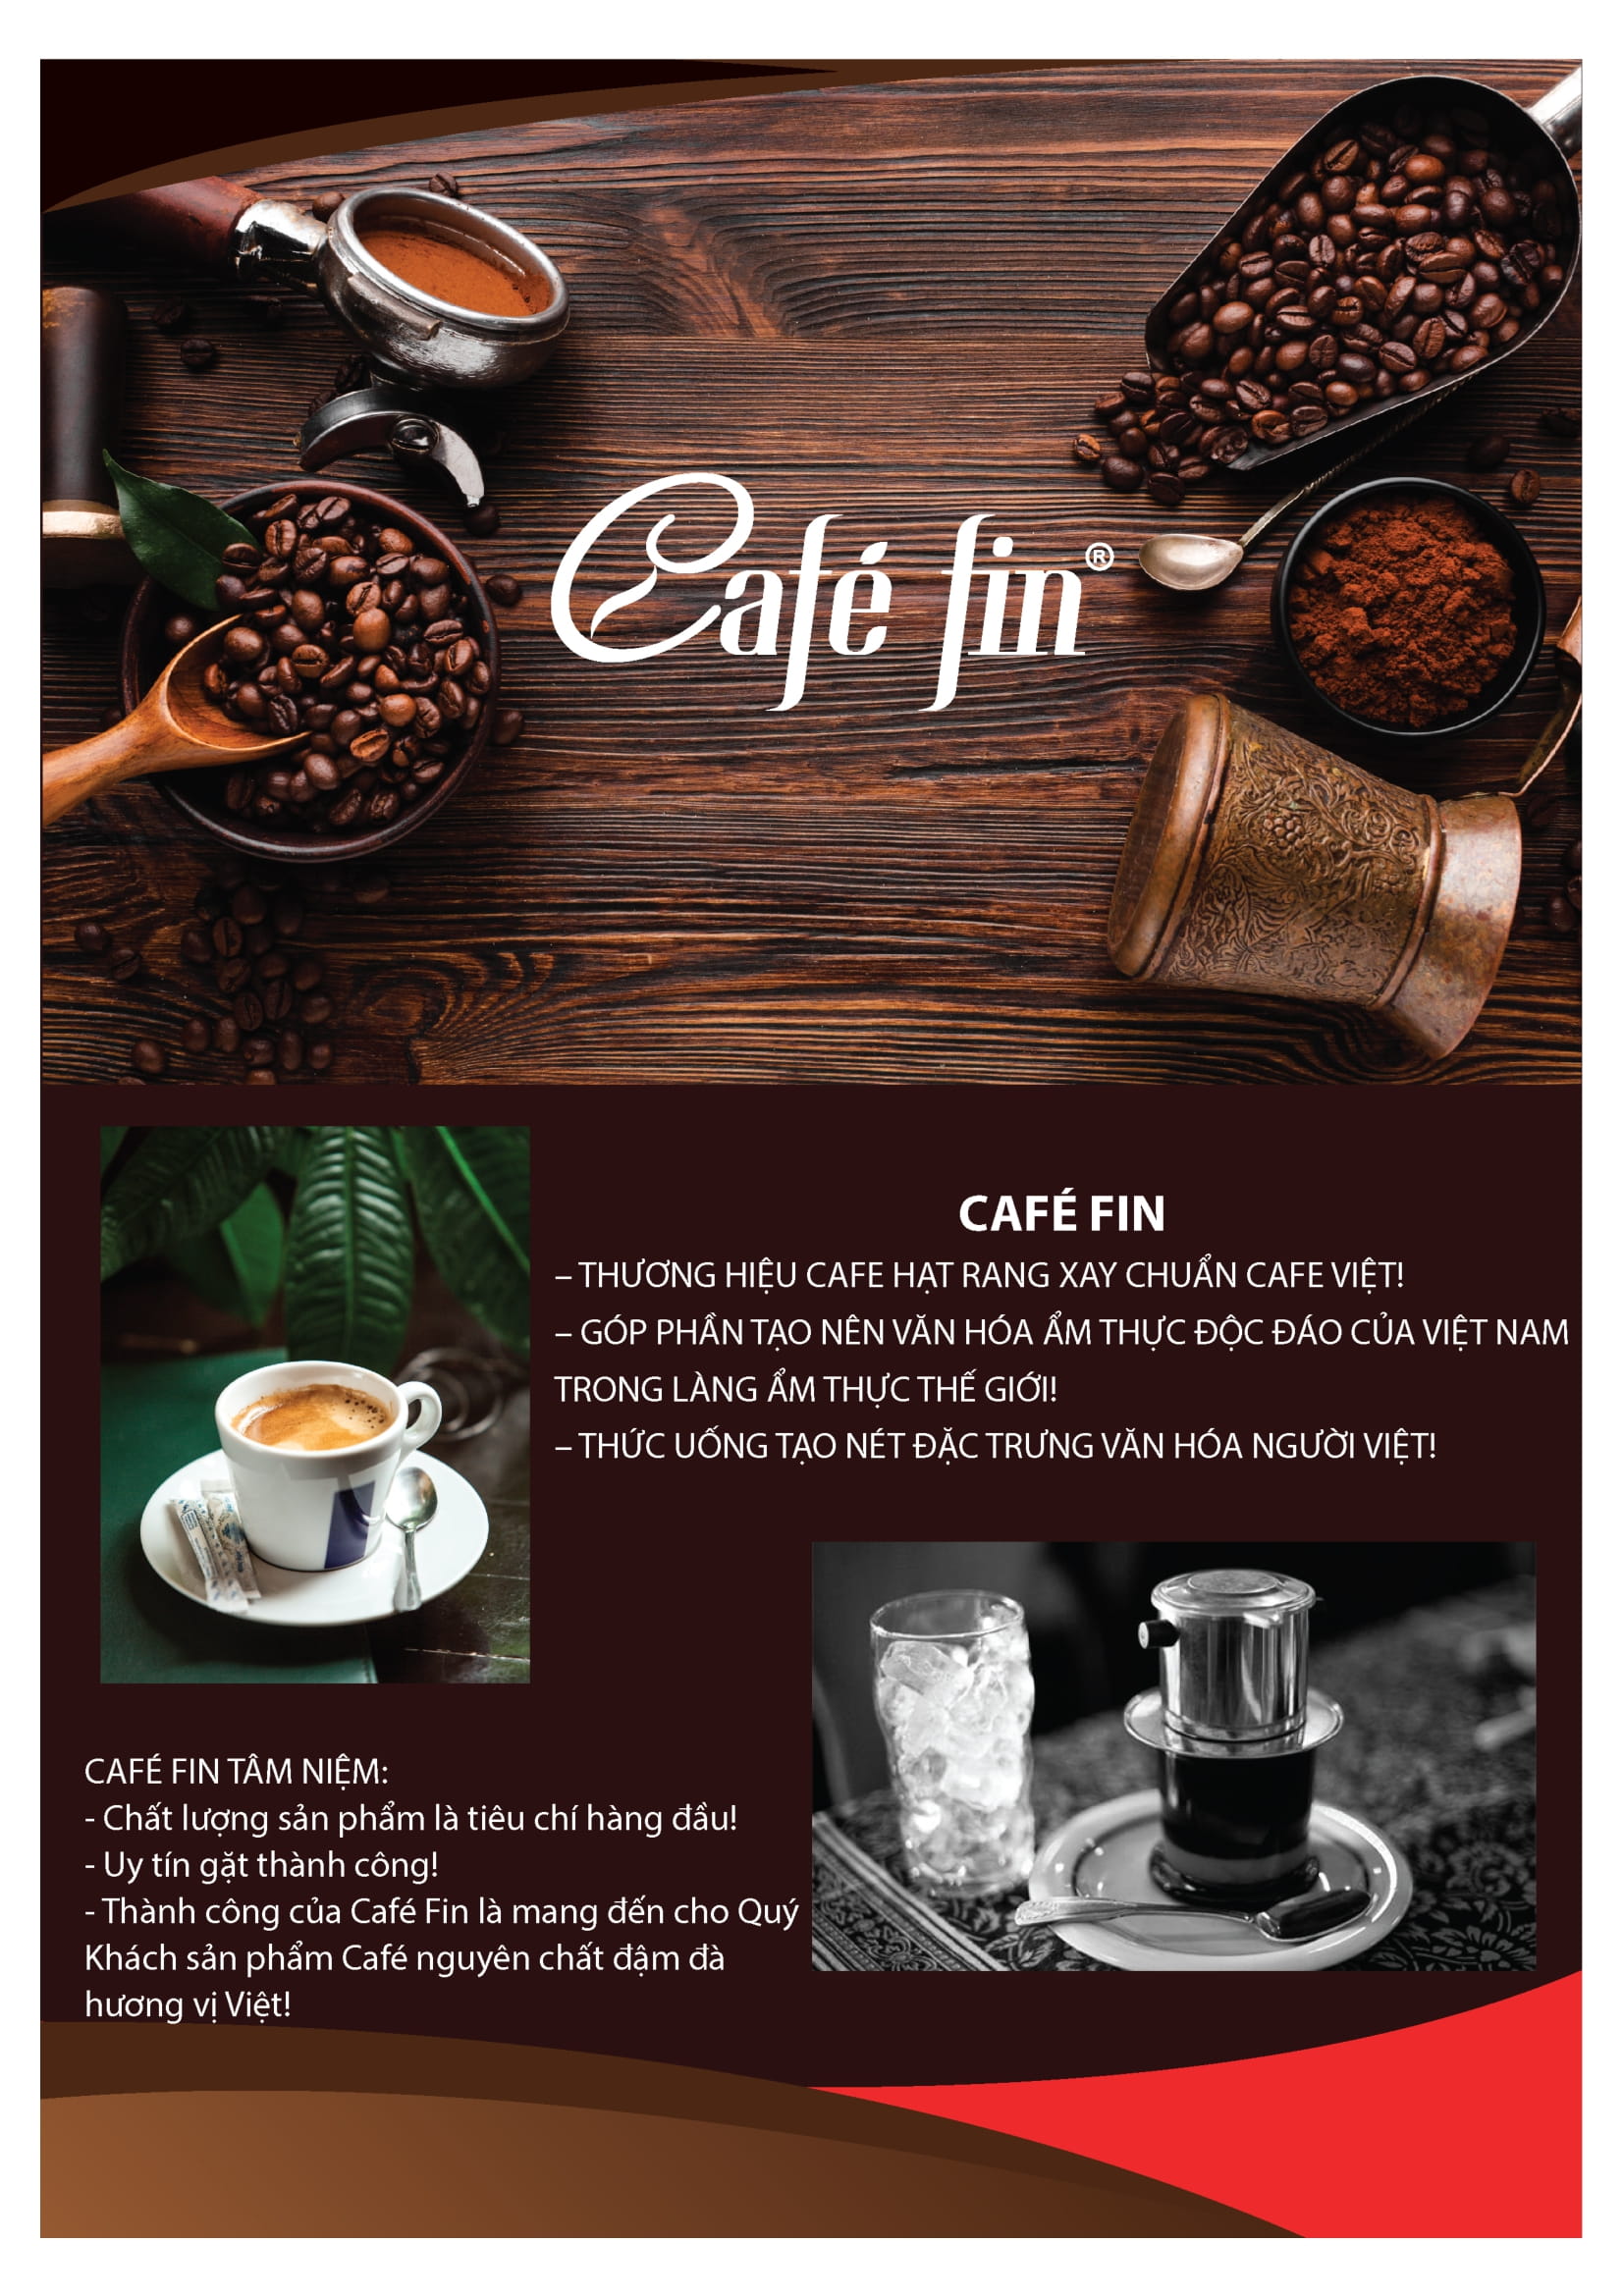 Café fin®
CAFÉ FIN
– THƯƠNG HIỆU CAFE HẠT RANG XAY CHUẨN CAFE VIỆT!
– GÓP PHẦN TẠO NÊN VĂN HÓA ẨM THỰC ĐỘC ĐÁO CỦA VIỆT NAM
TRONG LÀNG ẨM THỰC THẾ GIỚI!
– THỨC UỐNG TẠO NÉT ĐẶC TRƯNG VĂN HÓA NGƯỜI VIỆT!
CAFÉ FIN TÂM NIỆM:
- Chất lượng sản phẩm là tiêu chí hàng đầu!
- Uy tín gặt thành công!
- Thành công của Café Fin là mang đến cho Quý
Khách sản phẩm Café nguyên chất đậm đà
hương vị Việt!